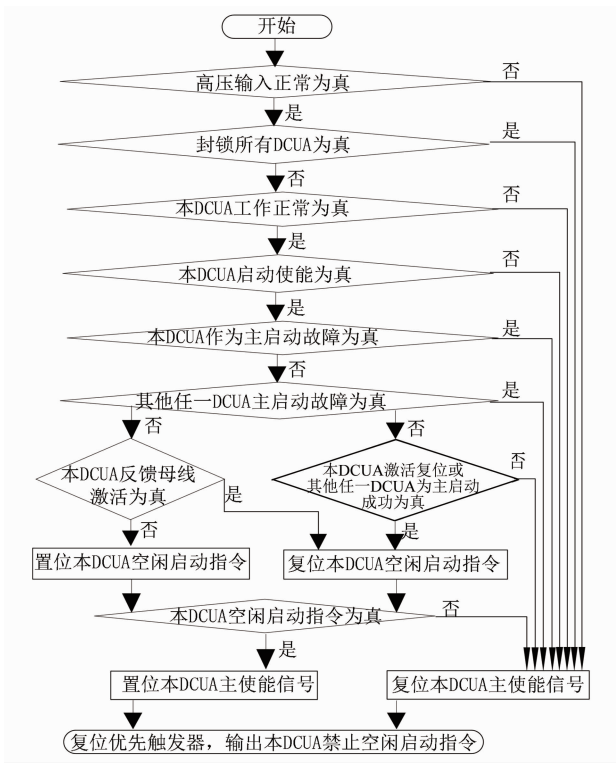 开始
高压输入正常为真
否
是
封锁所有DCUA为真
是
否
本DCUA工作正常为真
否
是
本DCUA启动使能为真
否
是
本DCUA作为主启动故障为真
是
否
其他任一DCUA主启动故障为真
是
否
否
本DCUA反馈母线
激活为真
是
否
本DCUA激活复位或
其他任一DCUA为主启动
成功为真
否
是
置位本DCUA空闲启动指令
复位本DCUA空闲启动指令
本DCUA空闲启动指令为真
否
是
置位本DCUA主使能信号
复位本DCUA主使能信号
复位优先触发器，输出本DCUA禁止空闲启动指令